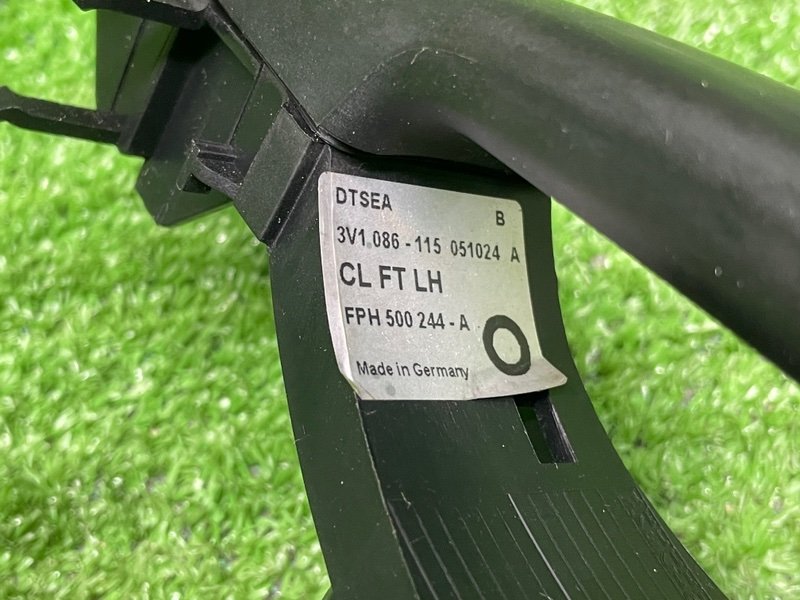 DTSEA B
3V1 086 - 115 051024 A
CL FT LH
FPH 500 244 - A
Made in Germany